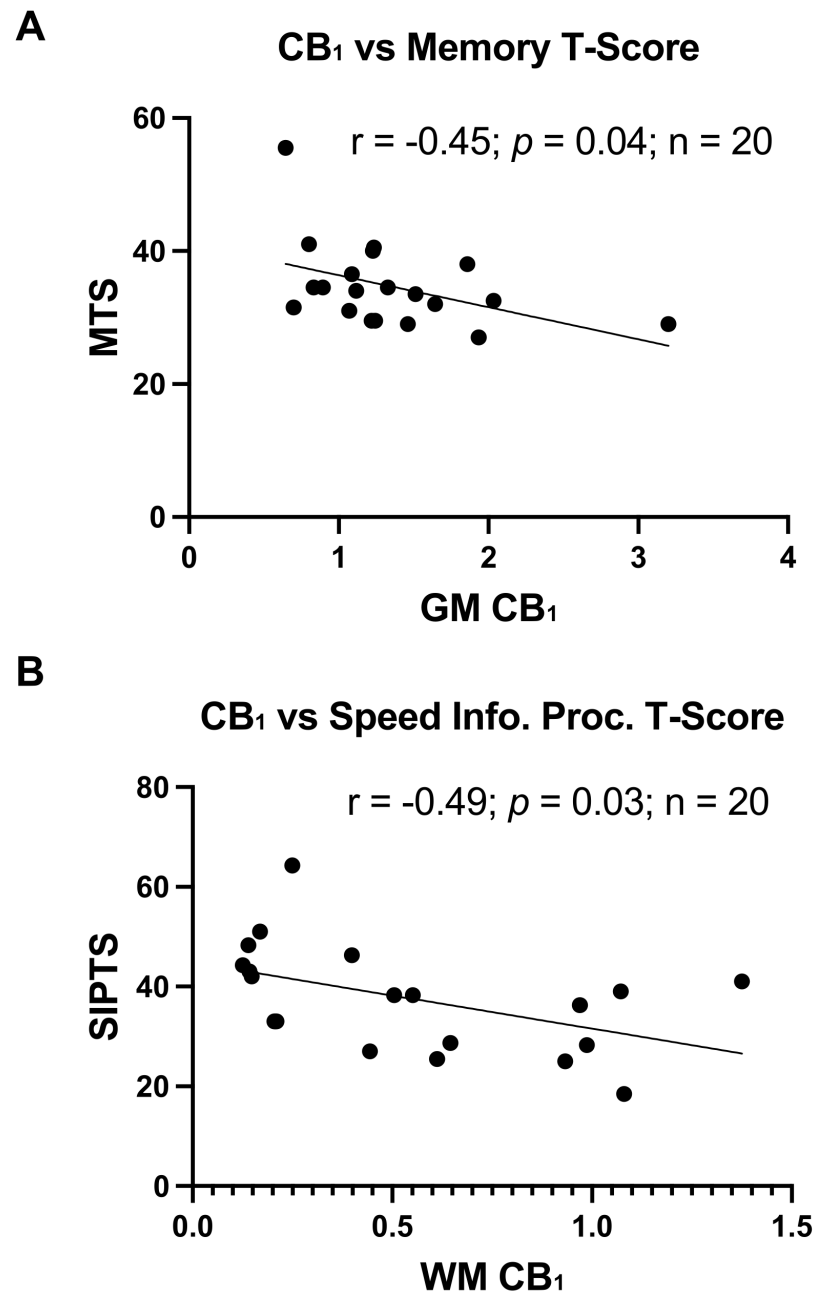 A
CB₁ vs Memory T-Score
r = -0.45; p = 0.04; n = 20
60
40
20
0
MTS
0 1 2 3 4
GM CB₁
B
CB₁ vs Speed Info. Proc. T-Score
r = -0.49; p = 0.03; n = 20
80
60
40
20
0
SIPTS
0.0 0.5 1.0 1.5
WM CB₁